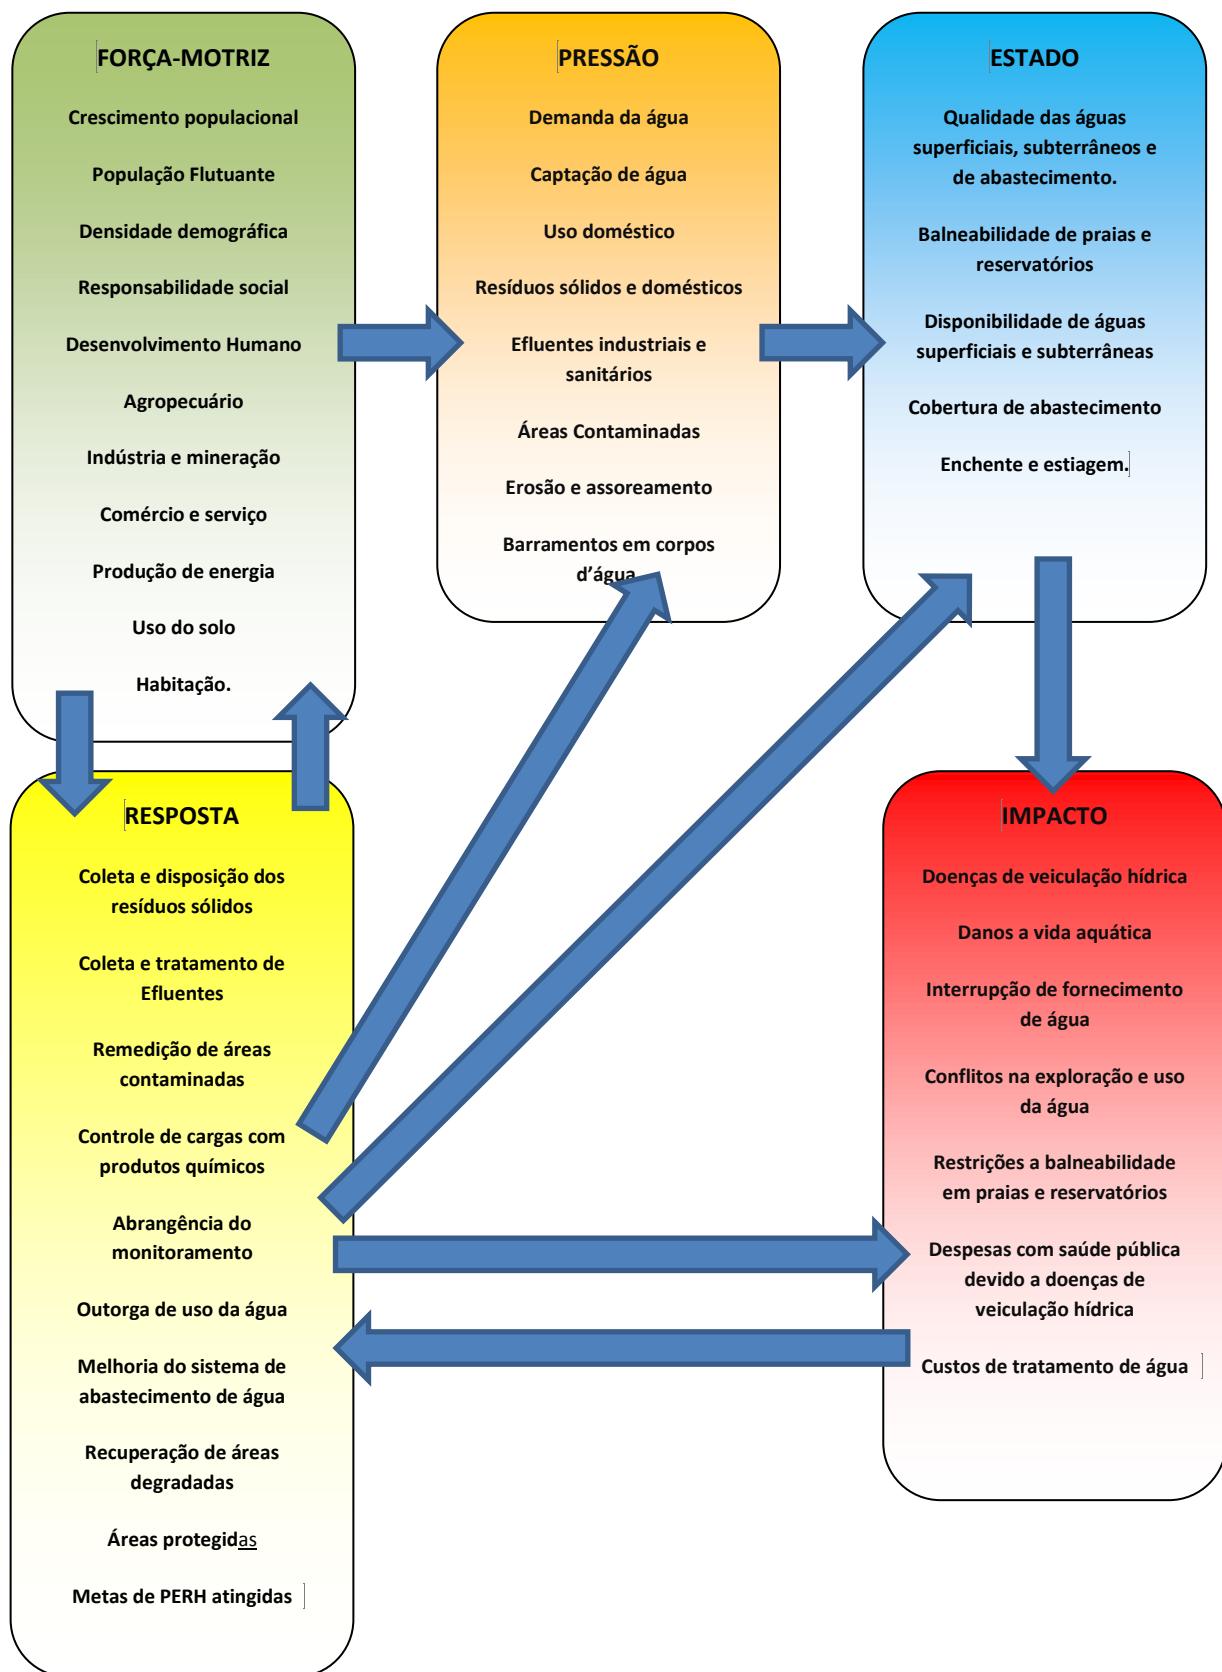 FORÇA-MOTRIZ
Crescimento populacional
População Flutuante
Densidade demográfica
Responsabilidade social
Desenvolvimento Humano
Agropecuário
Indústria e mineração
Comércio e serviço
Produção de energia
Uso do solo
Habitação.
PRESSÃO
Demanda da água
Captação de água
Uso doméstico
Resíduos sólidos e domésticos
Efluentes industriais e
sanitários
Áreas Contaminadas
Erosão e assoreamento
Barramentos em corpos
d’água
ESTADO
Qualidade das águas
superficiais, subterrâneos e
de abastecimento.
Balneabilidade de praias e
reservatórios
Disponibilidade de águas
superficiais e subterrâneas
Cobertura de abastecimento
Enchente e estiagem.
RESPOSTA
Coleta e disposição dos
resíduos sólidos
Coleta e tratamento de
Efluentes
Remedição de áreas
contaminadas
Controle de cargas com
produtos químicos
Abrangência do
monitoramento
Outorga de uso da água
Melhoria do sistema de
abastecimento de água
Recuperação de áreas
degradadas
Áreas protegidas
Metas de PERH atingidas
IMPACTO
Doenças de veiculação hídrica
Danos a vida aquática
Interrupção de fornecimento
de água
Conflitos na exploração e uso
da água
Restrições a balneabilidade
em praias e reservatórios
Despesas com saúde pública
devido a doenças de
veiculação hídrica
Custos de tratamento de água